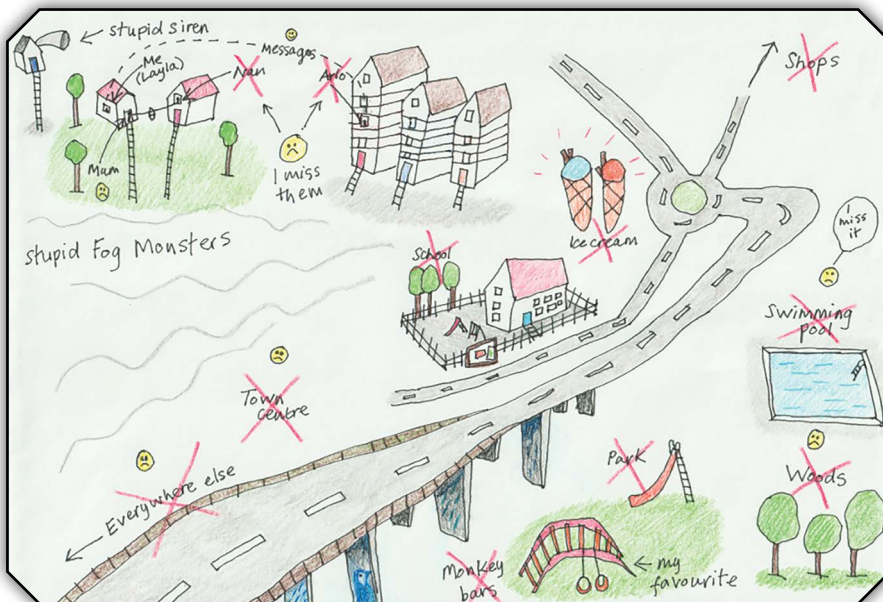 stupid siren
Messages
Me
(Layla)
Nan
Arlo
Mum
I miss
them
Shops
Ice cream
I
miss
it
stupid Fog Monsters
School
Swimming
pool
Town
centre
Park
Woods
Everywhere else
Monkey
bars
my
favourite